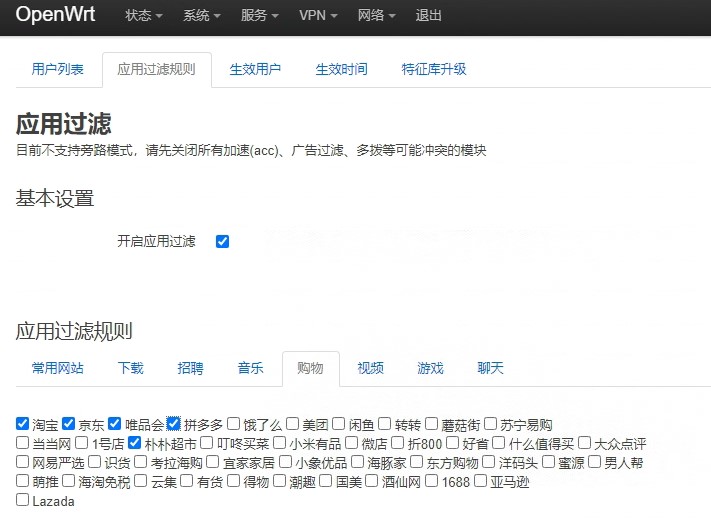 OpenWrt 状态 系统 服务 VPN 网络 退出
用户列表 应用过滤规则 生效用户 生效时间 特征库升级
应用过滤
目前不支持旁路模式，请先关闭所有加速(acc)、广告过滤、多拨等可能冲突的模块
基本设置
开启应用过滤
应用过滤规则
常用网站 下载 招聘 音乐 购物 视频 游戏 聊天
淘宝 京东 唯品会 拼多多 饿了么 美团 闲鱼 转转 蘑菇街 苏宁易购
当当网 1号店 朴朴超市 叮咚买菜 小米有品 微店 折800 好省 什么值得买 大众点评
网易严选 识货 考拉海购 宜家家居 小象优品 海豚家 东方购物 洋码头 蜜源 男人帮
萌推 海淘免税 云集 有货 得物 潮趣 国美 酒仙网 1688 亚马逊
Lazada